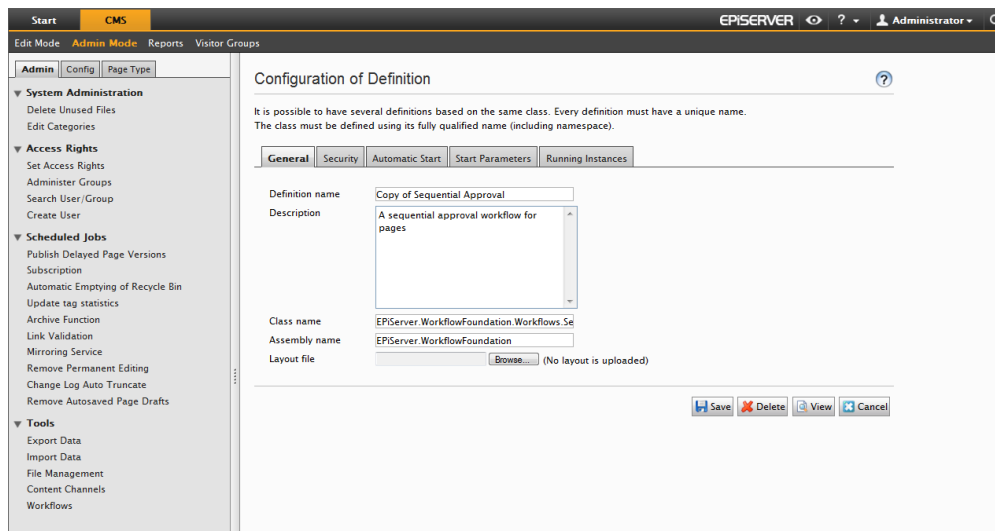 Start
CMS
EPiSERVER
?
Administrator
Edit Mode Admin Mode Reports Visitor Groups
Admin Config Page Type
System Administration
Delete Unused Files
Edit Categories
Access Rights
Set Access Rights
Administer Groups
Search User/Group
Create User
Scheduled Jobs
Publish Delayed Page Versions
Subscription
Automatic Emptying of Recycle Bin
Update tag statistics
Archive Function
Link Validation
Mirroring Service
Remove Permanent Editing
Change Log Auto Truncate
Remove Autosaved Page Drafts
Tools
Export Data
Import Data
File Management
Content Channels
Workflows
Configuration of Definition
?
It is possible to have several definitions based on the same class. Every definition must have a unique name.
The class must be defined using its fully qualified name (including namespace).
General Security Automatic Start Start Parameters Running Instances
Definition name Copy of Sequential Approval
Description A sequential approval workflow for
pages
Class name EPiServer.WorkflowFoundation.Workflows.Se
Assembly name EPiServer.WorkflowFoundation
Layout file Browse... (No layout is uploaded)
Save Delete View Cancel